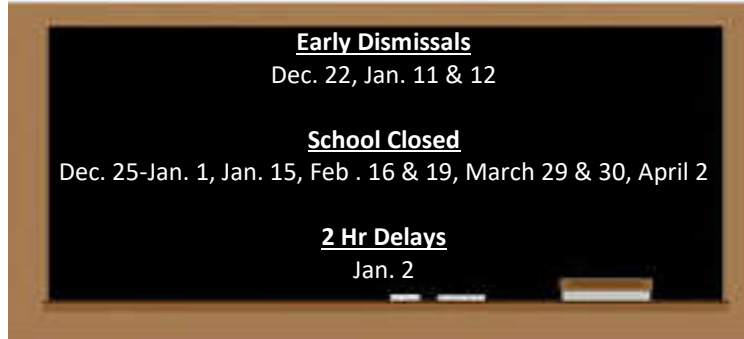 Early Dismissals
Dec. 22, Jan. 11 & 12
School Closed
Dec. 25-Jan. 1, Jan. 15, Feb . 16 & 19, March 29 & 30, April 2
2 Hr Delays
Jan. 2